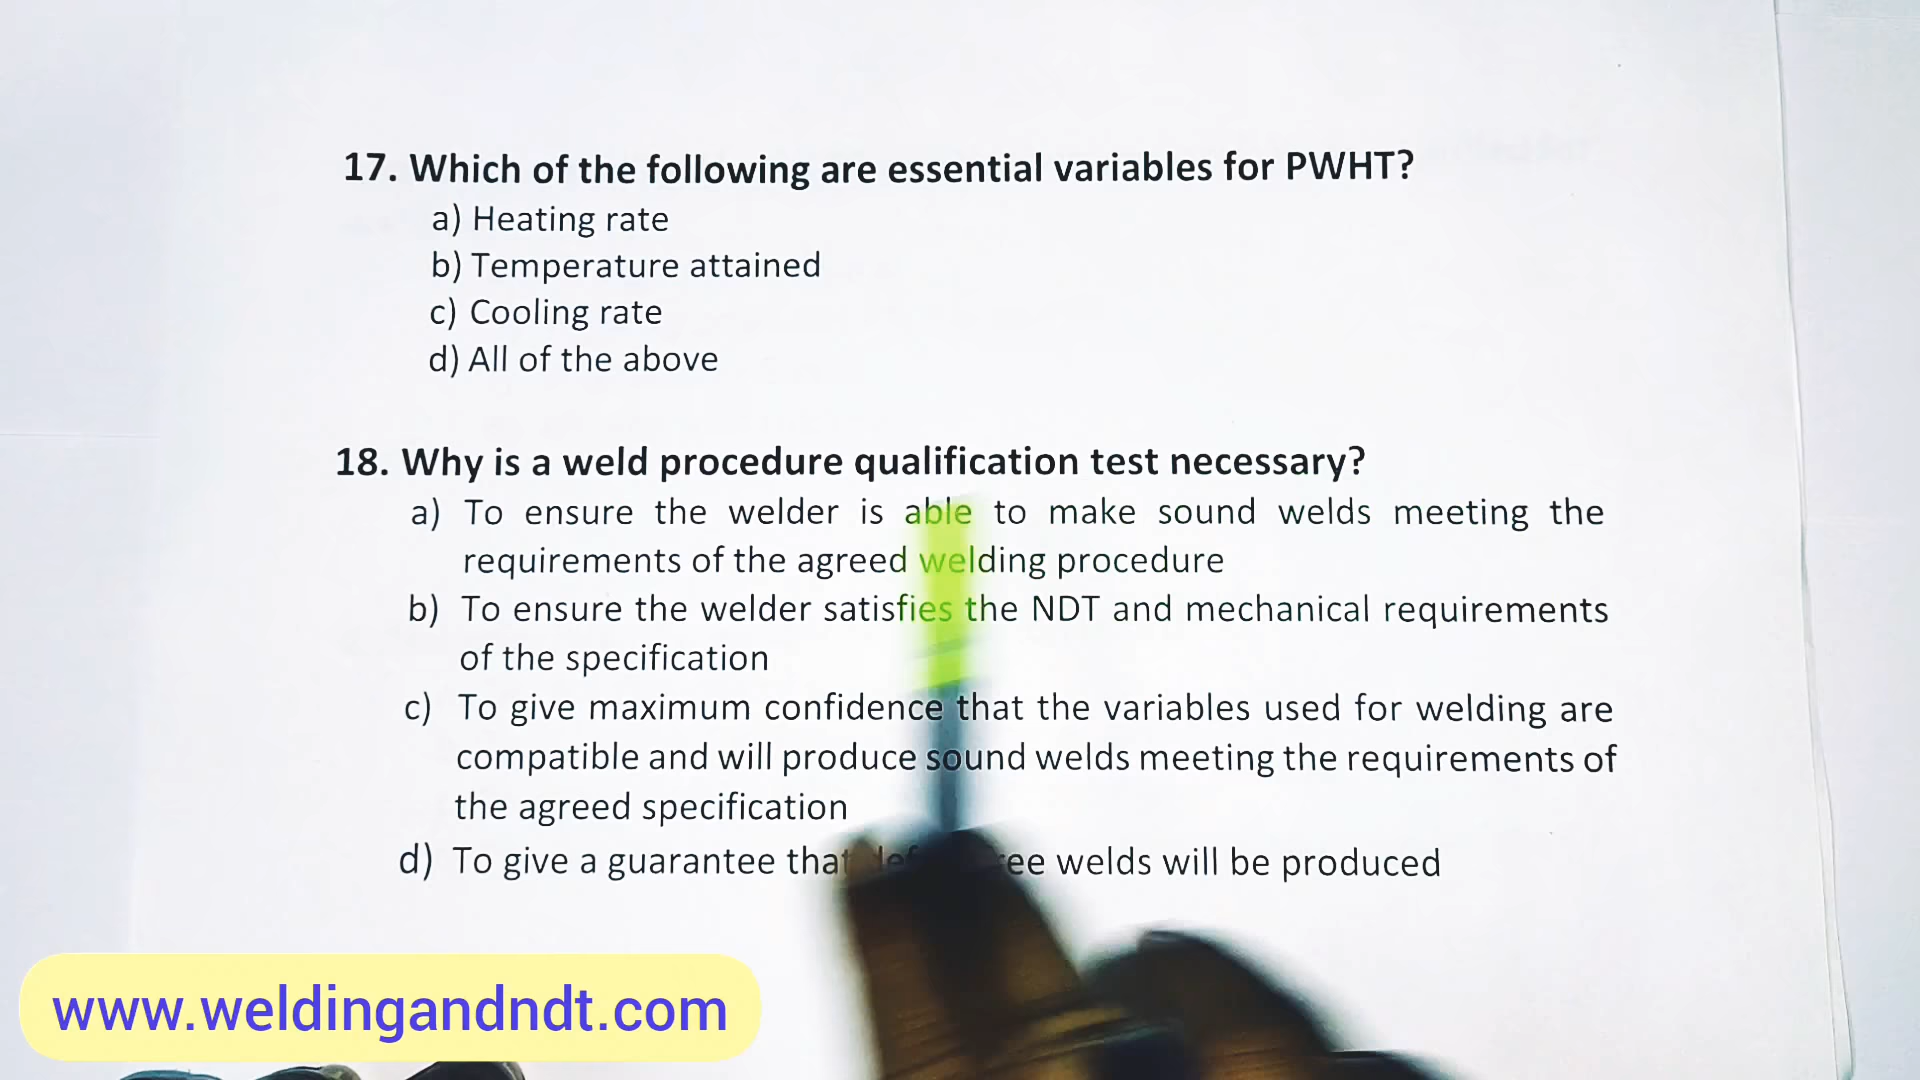 17. Which of the following are essential variables for PWHT?
a) Heating rate
b) Temperature attained
c) Cooling rate
d) All of the above
18. Why is a weld procedure qualification test necessary?
a) To ensure the welder is able to make sound welds meeting the
requirements of the agreed welding procedure
b) To ensure the welder satisfies the NDT and mechanical requirements
of the specification
c) To give maximum confidence that the variables used for welding are
compatible and will produce sound welds meeting the requirements of
the agreed specification
d) To give a guarantee that welds will be produced
www.weldingandndt.com